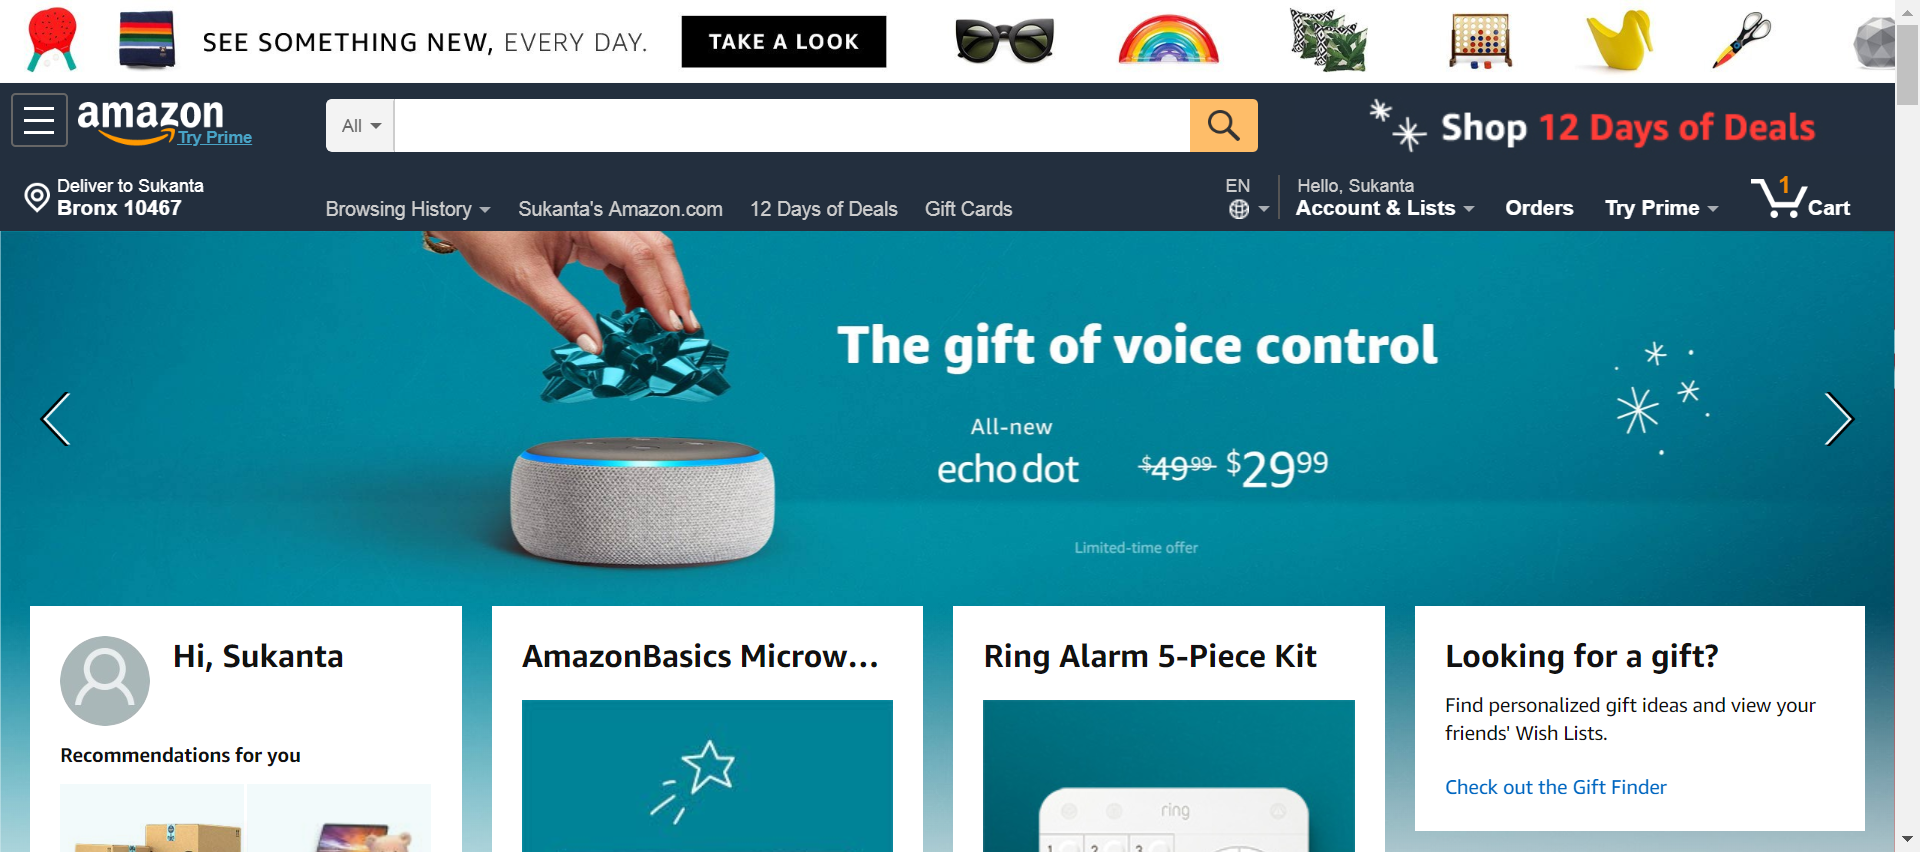 SEE SOMETHING NEW, EVERY DAY.
TAKE A LOOK
amazon
Try Prime
All
Shop 12 Days of Deals
Deliver to Sukanta
Bronx 10467
Browsing History
Sukanta's Amazon.com
12 Days of Deals
Gift Cards
EN
Hello, Sukanta
Account & Lists
Orders
Try Prime
1
Cart
The gift of voice control
All-new
echo dot
$49.99 $29.99
Limited-time offer
Hi, Sukanta
Recommendations for you
AmazonBasics Microw...
Ring Alarm 5-Piece Kit
ring
1 2 3
Looking for a gift?
Find personalized gift ideas and view your
friends' Wish Lists.
Check out the Gift Finder